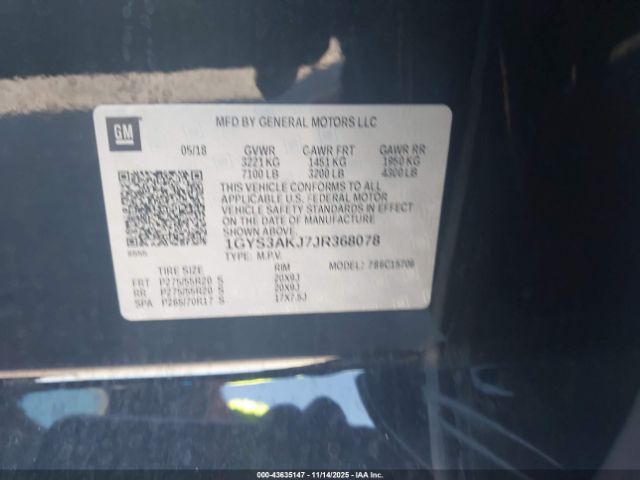 GM
MFD BY GENERAL MOTORS LLC
05/18 GVWR GAWR FRT GAWR RR
3221 KG 1451 KG 1950 KG
7100 LB 3200 LB 4300 LB
THIS VEHICLE CONFORMS TO ALL
APPLICABLE U.S. FEDERAL MOTOR
VEHICLE SAFETY STANDARDS IN EFFECT
ON THE DATE OF MANUFACTURE
SHOWN ABOVE.
1GYS3AKJ7JR368078
TYPE: M.P.V. MODEL: 7B6C15706
TIRE SIZE RIM
FRT P275/55R20 S 20X9J
RR P275/55R20 S 20X9J
SPA P265/70R17 S 17X7.5J
000-43635147 - 11/14/2025 - IAA Inc.